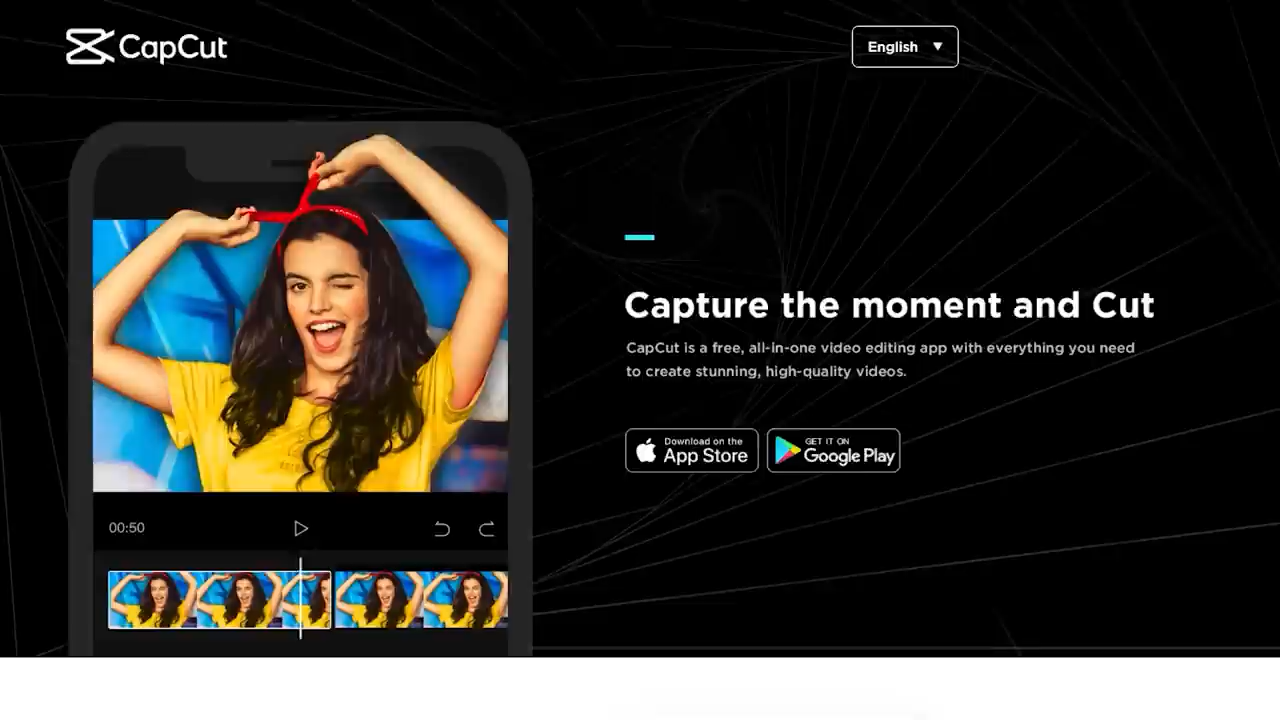 CapCut
English
Capture the moment and Cut
CapCut is a free, all-in-one video editing app with everything you need
to create stunning, high-quality videos.
Download on the
App Store
GET IT ON
Google Play
00:50